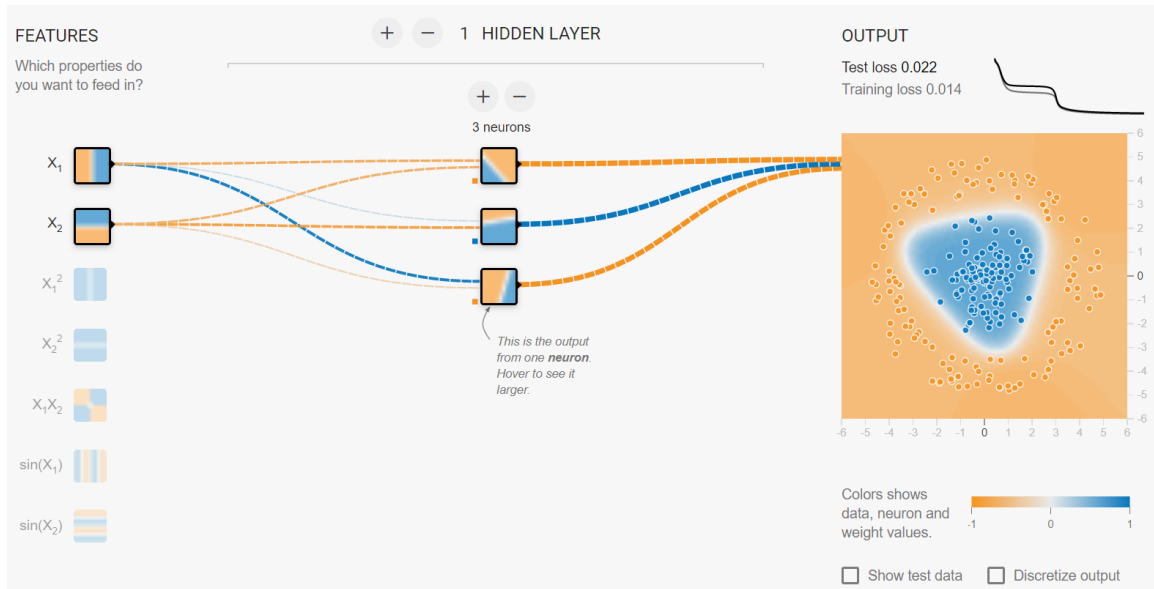 FEATURES
Which properties do
you want to feed in?
+ − 1 HIDDEN LAYER
+ −
3 neurons
X₁
X₂
X₁²
X₂²
X₁X₂
sin(X₁)
sin(X₂)
This is the output
from one neuron.
Hover to see it
larger.
OUTPUT
Test loss 0.022
Training loss 0.014
6
5
4
3
2
1
0
-1
-2
-3
-4
-5
-6
-6 -5 -4 -3 -2 -1 0 1 2 3 4 5 6
Colors shows
data, neuron and
weight values.
-1 0 1
Show test data
Discretize output